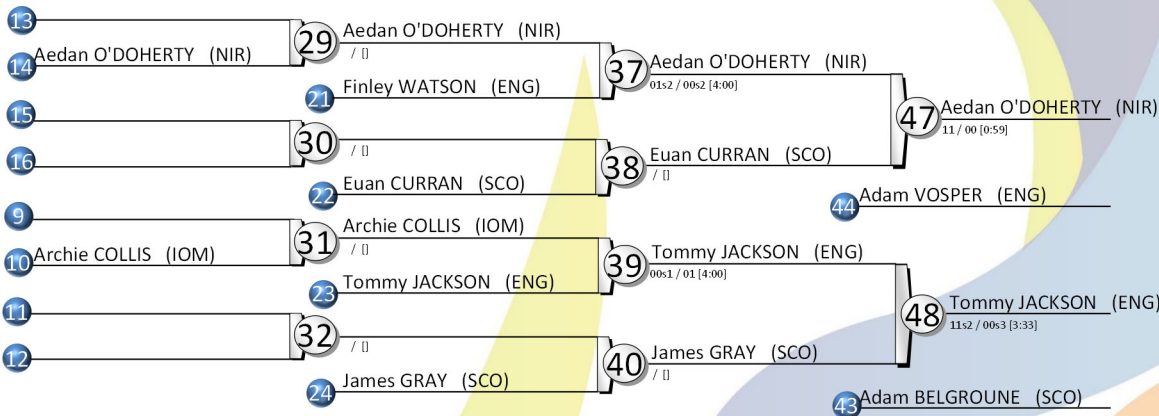 13
29
Aedan O'DOHERTY (NIR)
/ []
14 Aedan O'DOHERTY (NIR)
37
Aedan O'DOHERTY (NIR)
01s2 / 00s2 [4:00]
21 Finley WATSON (ENG)
47
Aedan O'DOHERTY (NIR)
11 / 00 [0:59]
15
30
/ []
16
38
Euan CURRAN (SCO)
/ []
22 Euan CURRAN (SCO)
44 Adam VOSPER (ENG)
9
31
Archie COLLIS (IOM)
/ []
10 Archie COLLIS (IOM)
39
Tommy JACKSON (ENG)
00s1 / 01 [4:00]
23 Tommy JACKSON (ENG)
48
Tommy JACKSON (ENG)
11s2 / 00s3 [3:33]
11
32
/ []
12
40
James GRAY (SCO)
/ []
24 James GRAY (SCO)
43 Adam BELGROUNE (SCO)